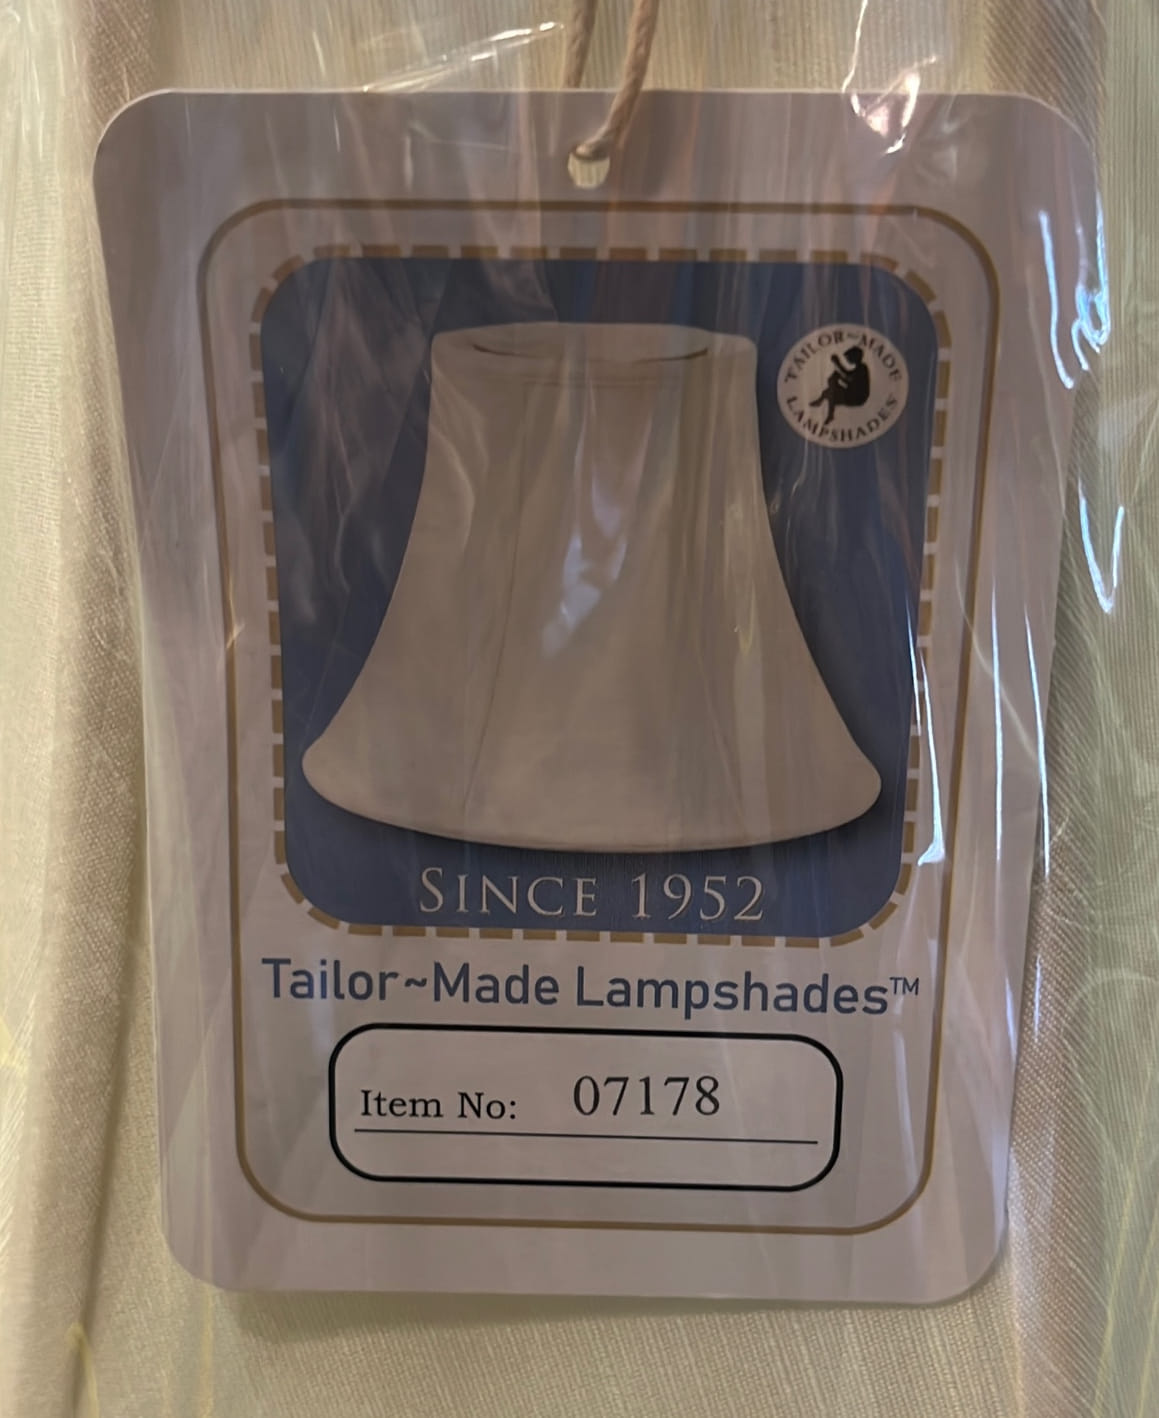 TAILOR~MADE
LAMPSHADES
SINCE 1952
Tailor~Made Lampshades™
Item No: 07178